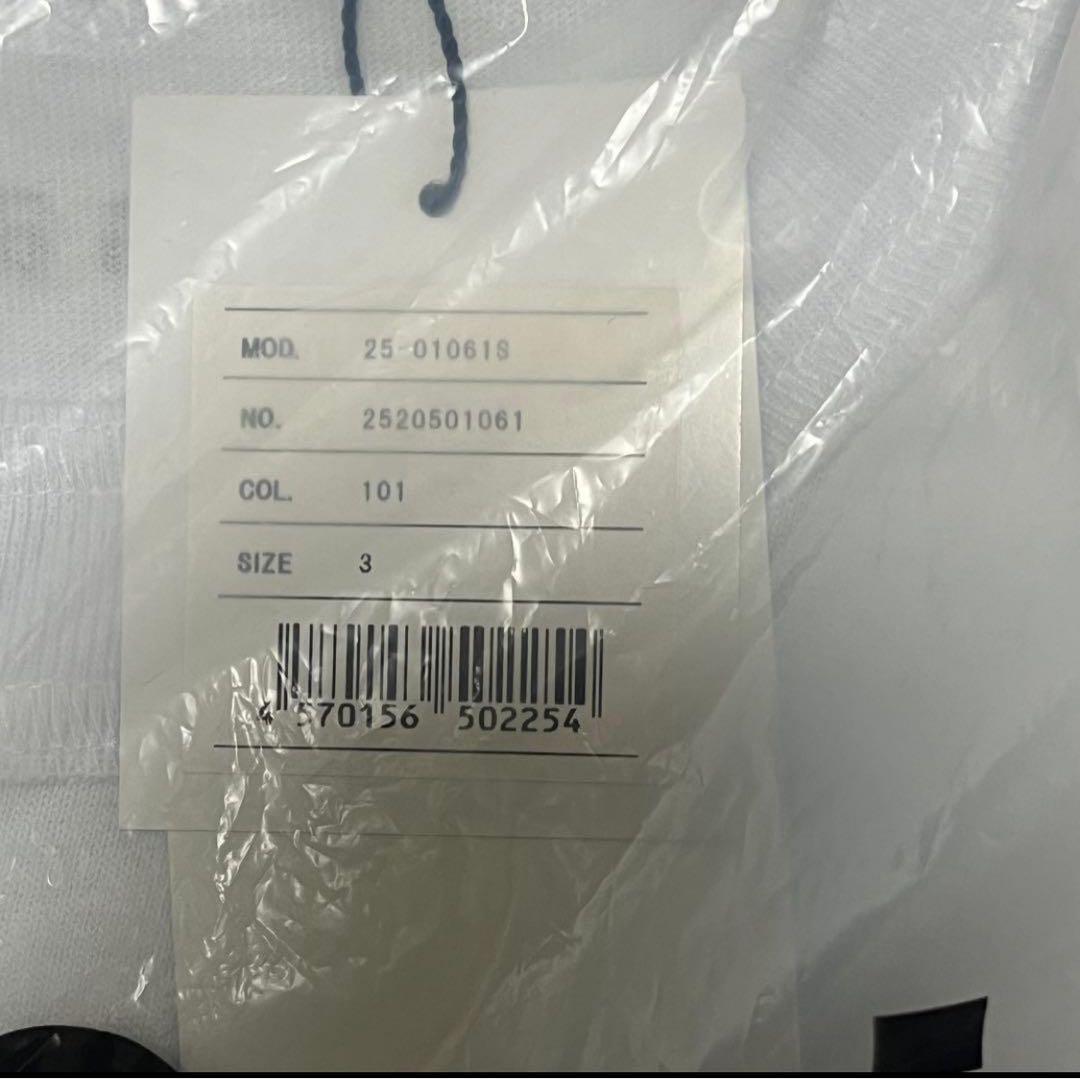 MOD. 25-01061S
NO. 2520501061
COL. 101
SIZE 3
4 570156 502254